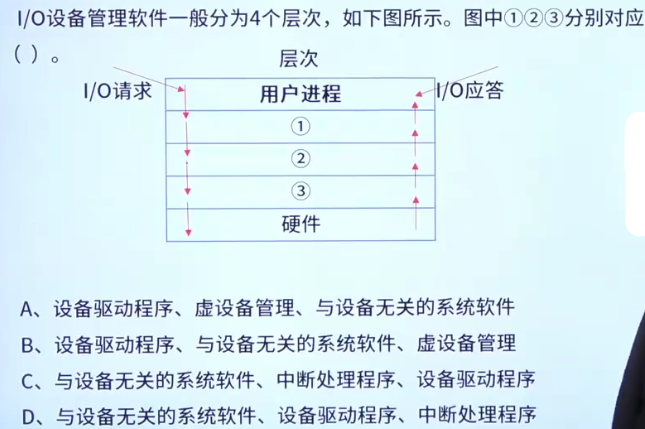 I/O设备管理软件一般分为4个层次，如下图所示。图中①②③分别对应
（ ）。
层次
I/O请求
用户进程
I/O应答
①
②
③
硬件
A、设备驱动程序、虚设备管理、与设备无关的系统软件
B、设备驱动程序、与设备无关的系统软件、虚设备管理
C、与设备无关的系统软件、中断处理程序、设备驱动程序
D、与设备无关的系统软件、设备驱动程序、中断处理程序